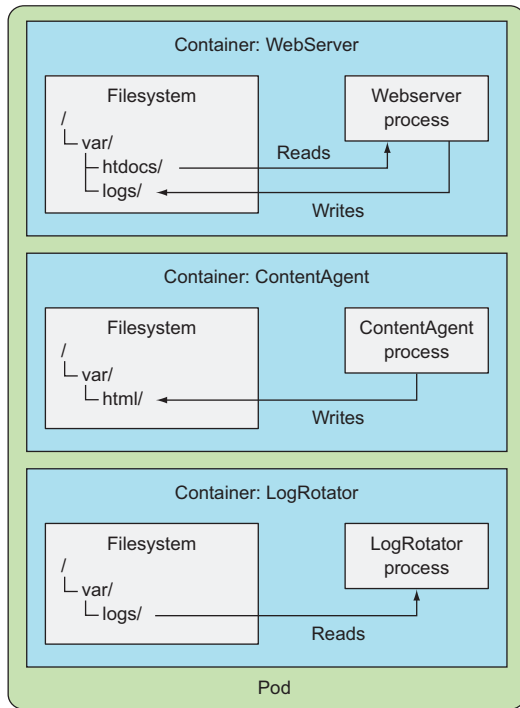 Container: WebServer
Filesystem
/
var/
htdocs/
logs/
Webserver
process
Reads
Writes
Container: ContentAgent
Filesystem
/
var/
html/
ContentAgent
process
Writes
Container: LogRotator
Filesystem
/
var/
logs/
LogRotator
process
Reads
Pod